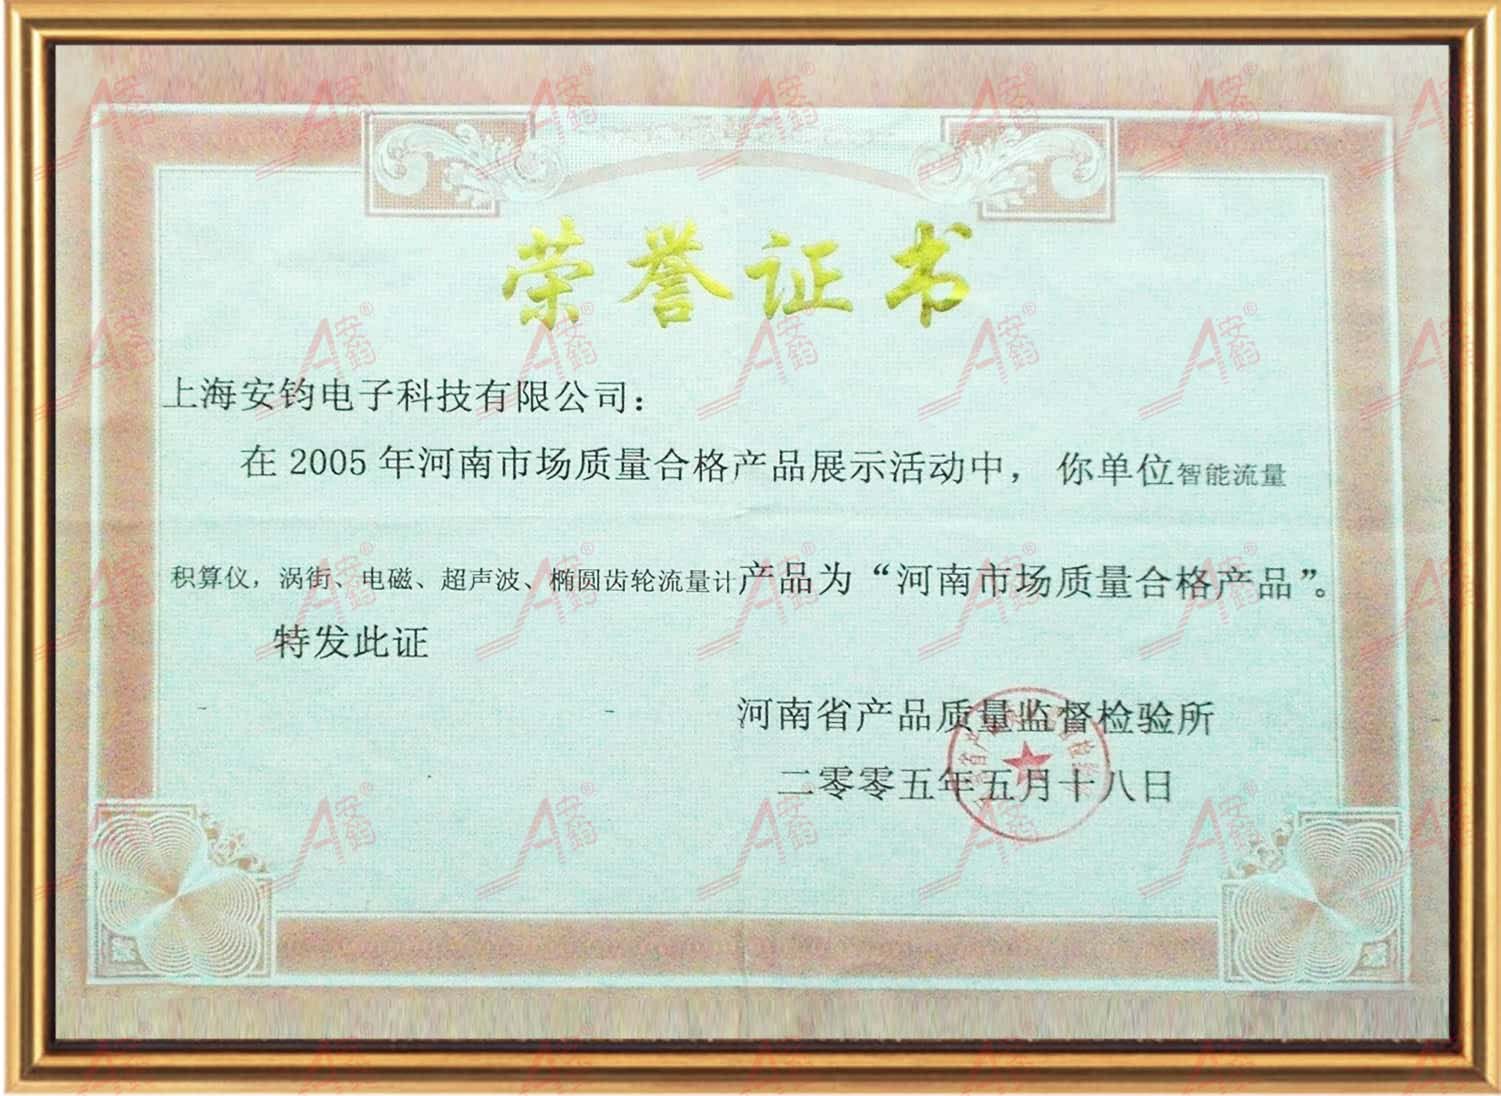 荣誉证书
上海安钧电子科技有限公司：
在 2005 年河南市场质量合格产品展示活动中， 你单位智能流量
积算仪，涡街、电磁、超声波、椭圆齿轮流量计产品为“河南市场质量合格产品”。
特发此证
河南省产品质量监督检验所
二零零五年五月十八日
安钧®